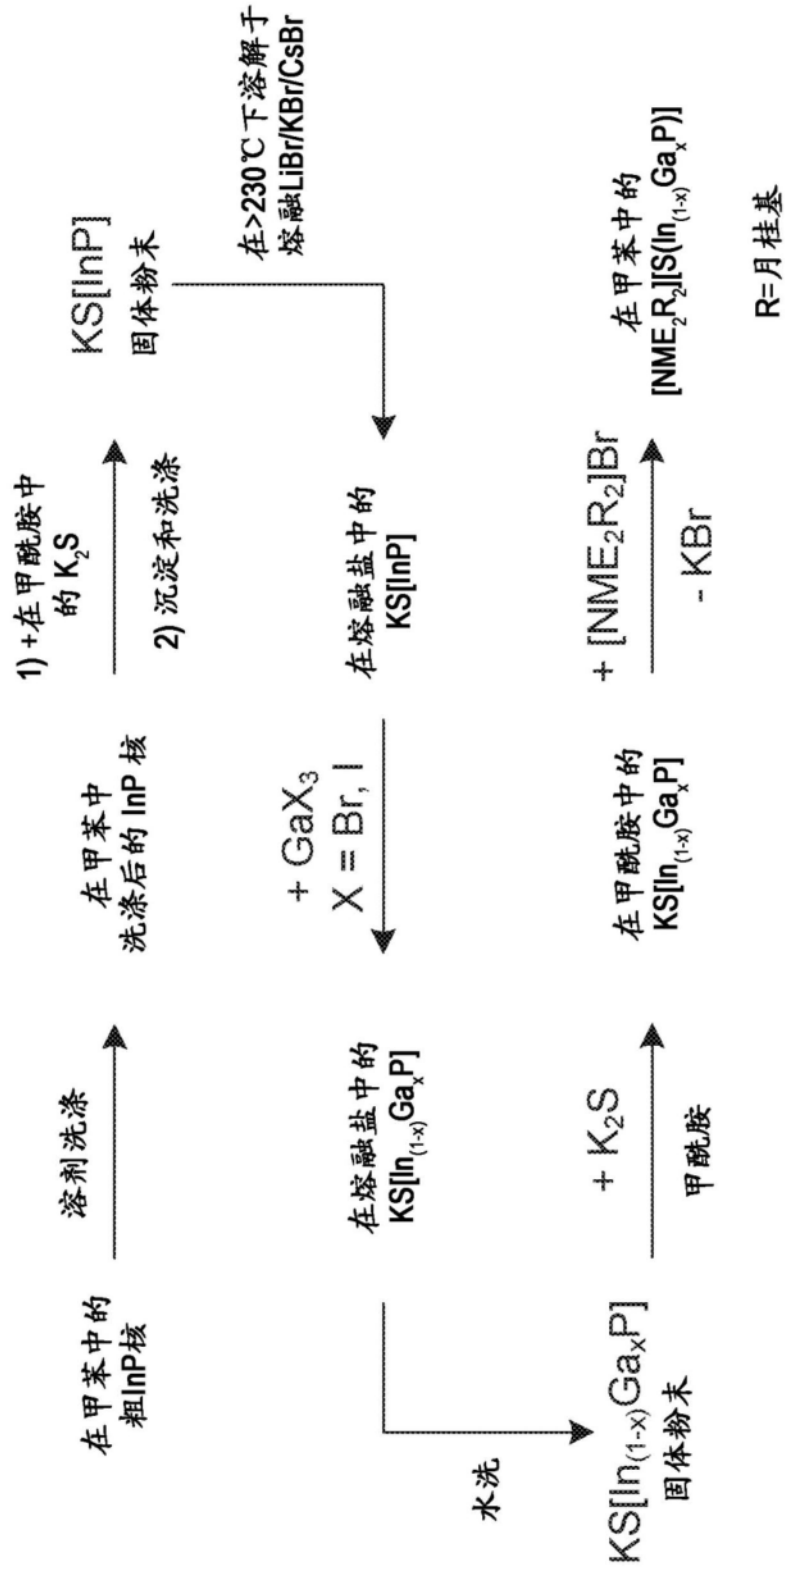 在甲苯中的
粗InP核
溶剂洗涤
在甲苯中
洗涤后的 InP 核
1) +在甲酰胺中
的 K₂S
2) 沉淀和洗涤
KS[InP]
固体粉末
在>230℃下溶解于
熔融LiBr/KBr/CsBr
在熔融盐中的
KS[InP]
+ GaX₃
X = Br, I
在熔融盐中的
KS[In₍₁₋ₓ₎GaₓP]
水洗
KS[In₍₁₋ₓ₎GaₓP]
固体粉末
+ K₂S
甲酰胺
在甲酰胺中的
KS[In₍₁₋ₓ₎GaₓP]
+ [NME₂R₂]Br
- KBr
在甲苯中的
[NME₂R₂][S(In₍₁₋ₓ₎GaₓP)]
R=月桂基